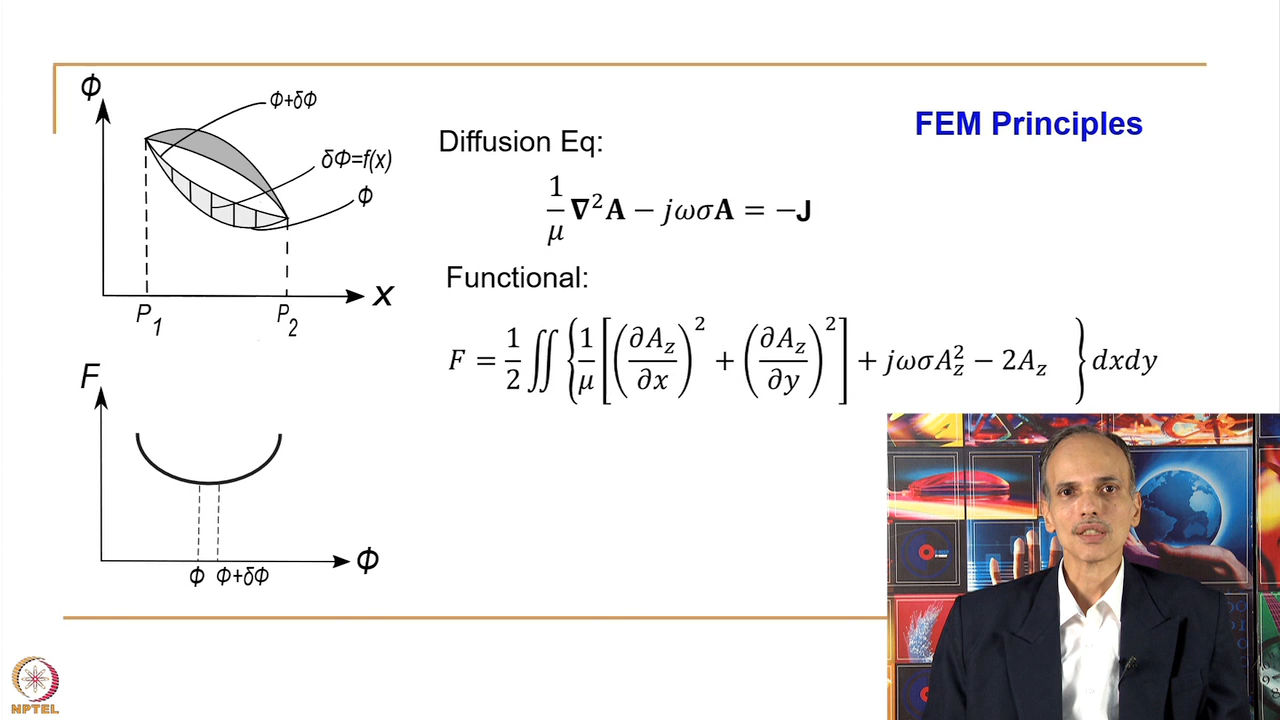 FEM Principles
Φ
Φ+δΦ
δΦ=f(x)
Φ
P₁
P₂
X
F
Φ
Φ+δΦ
Φ
Diffusion Eq:
1/μ ∇²A − jωσA = −J
Functional:
F = 1/2 ∬ {1/μ [(∂A_z/∂x)² + (∂A_z/∂y)²] + jωσA_z² − 2A_z } dxdy
NPTEL